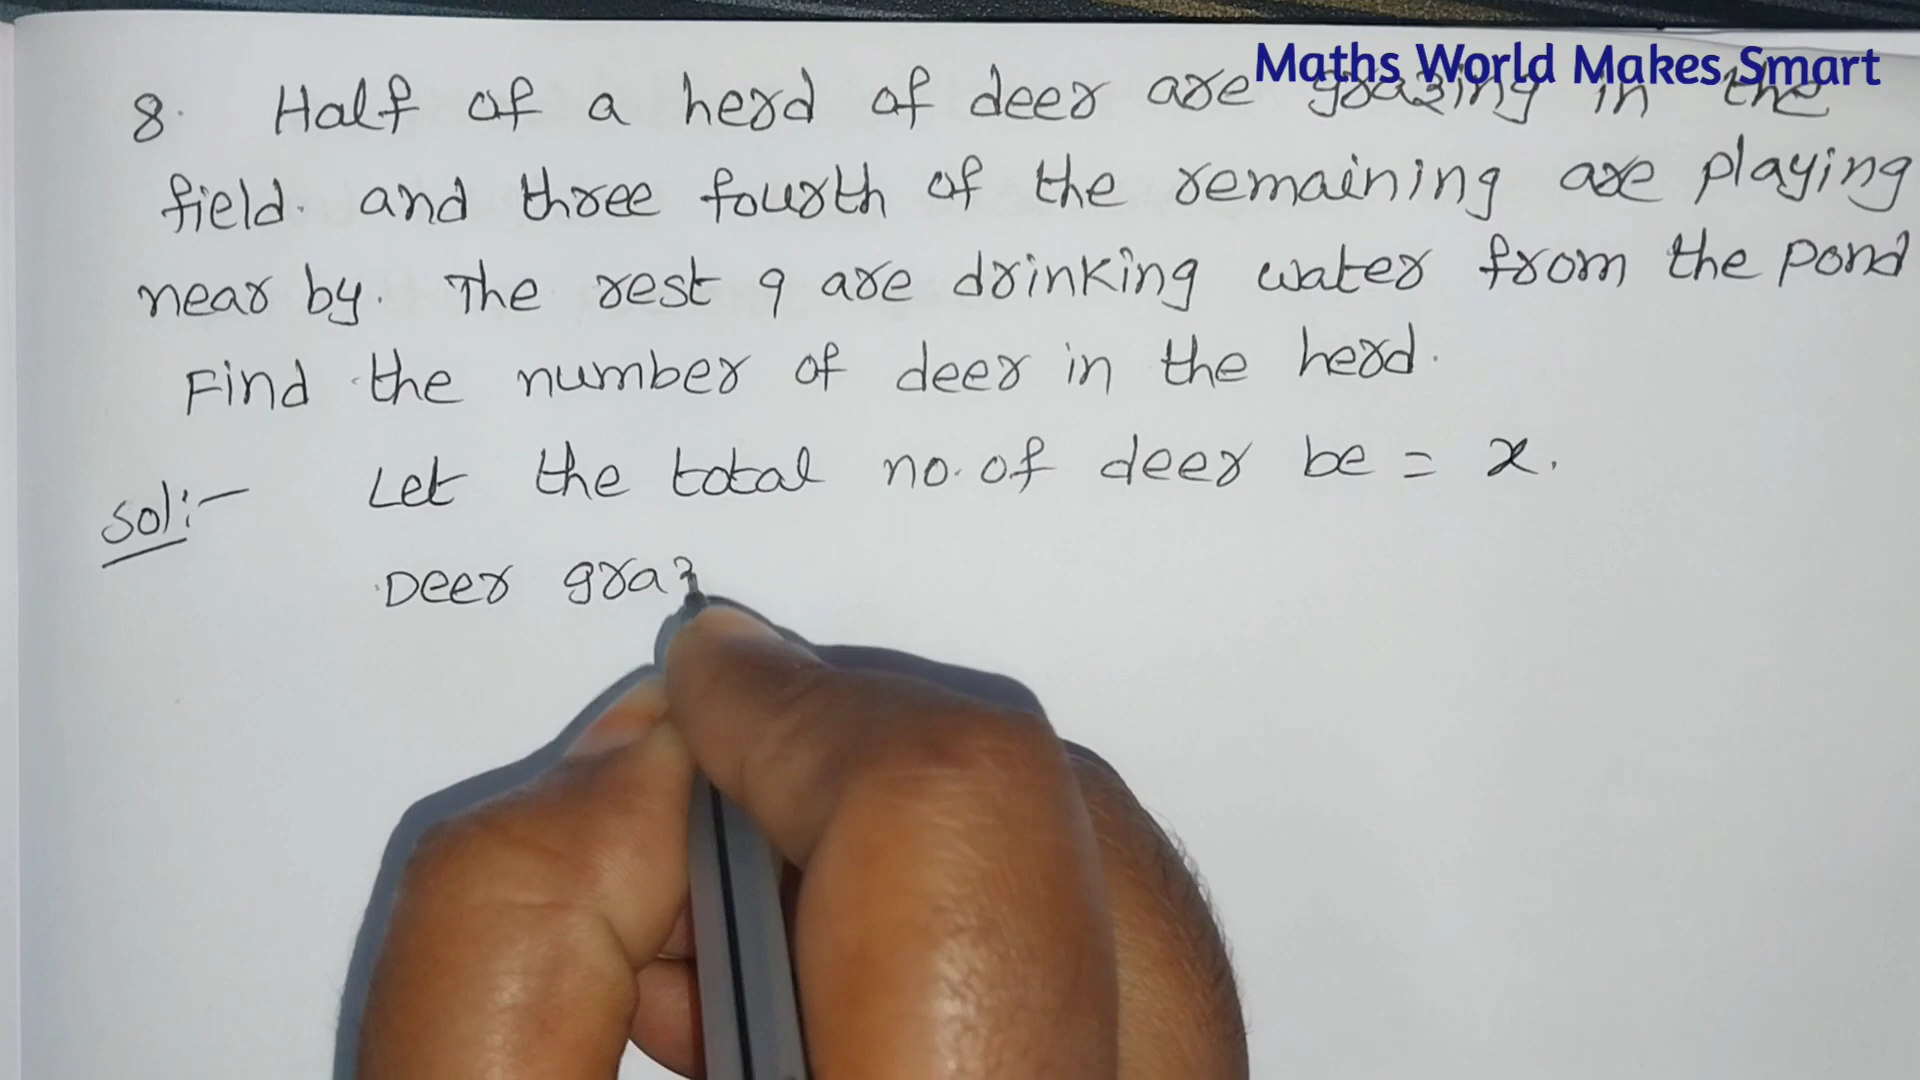 Maths World Makes Smart
8. Half of a herd of deer are grazing in the
field. and three fourth of the remaining are playing
near by. The rest 9 are drinking water from the pond
Find the number of deer in the herd.
Sol:- Let the total no. of deer be = x.
Deer graz